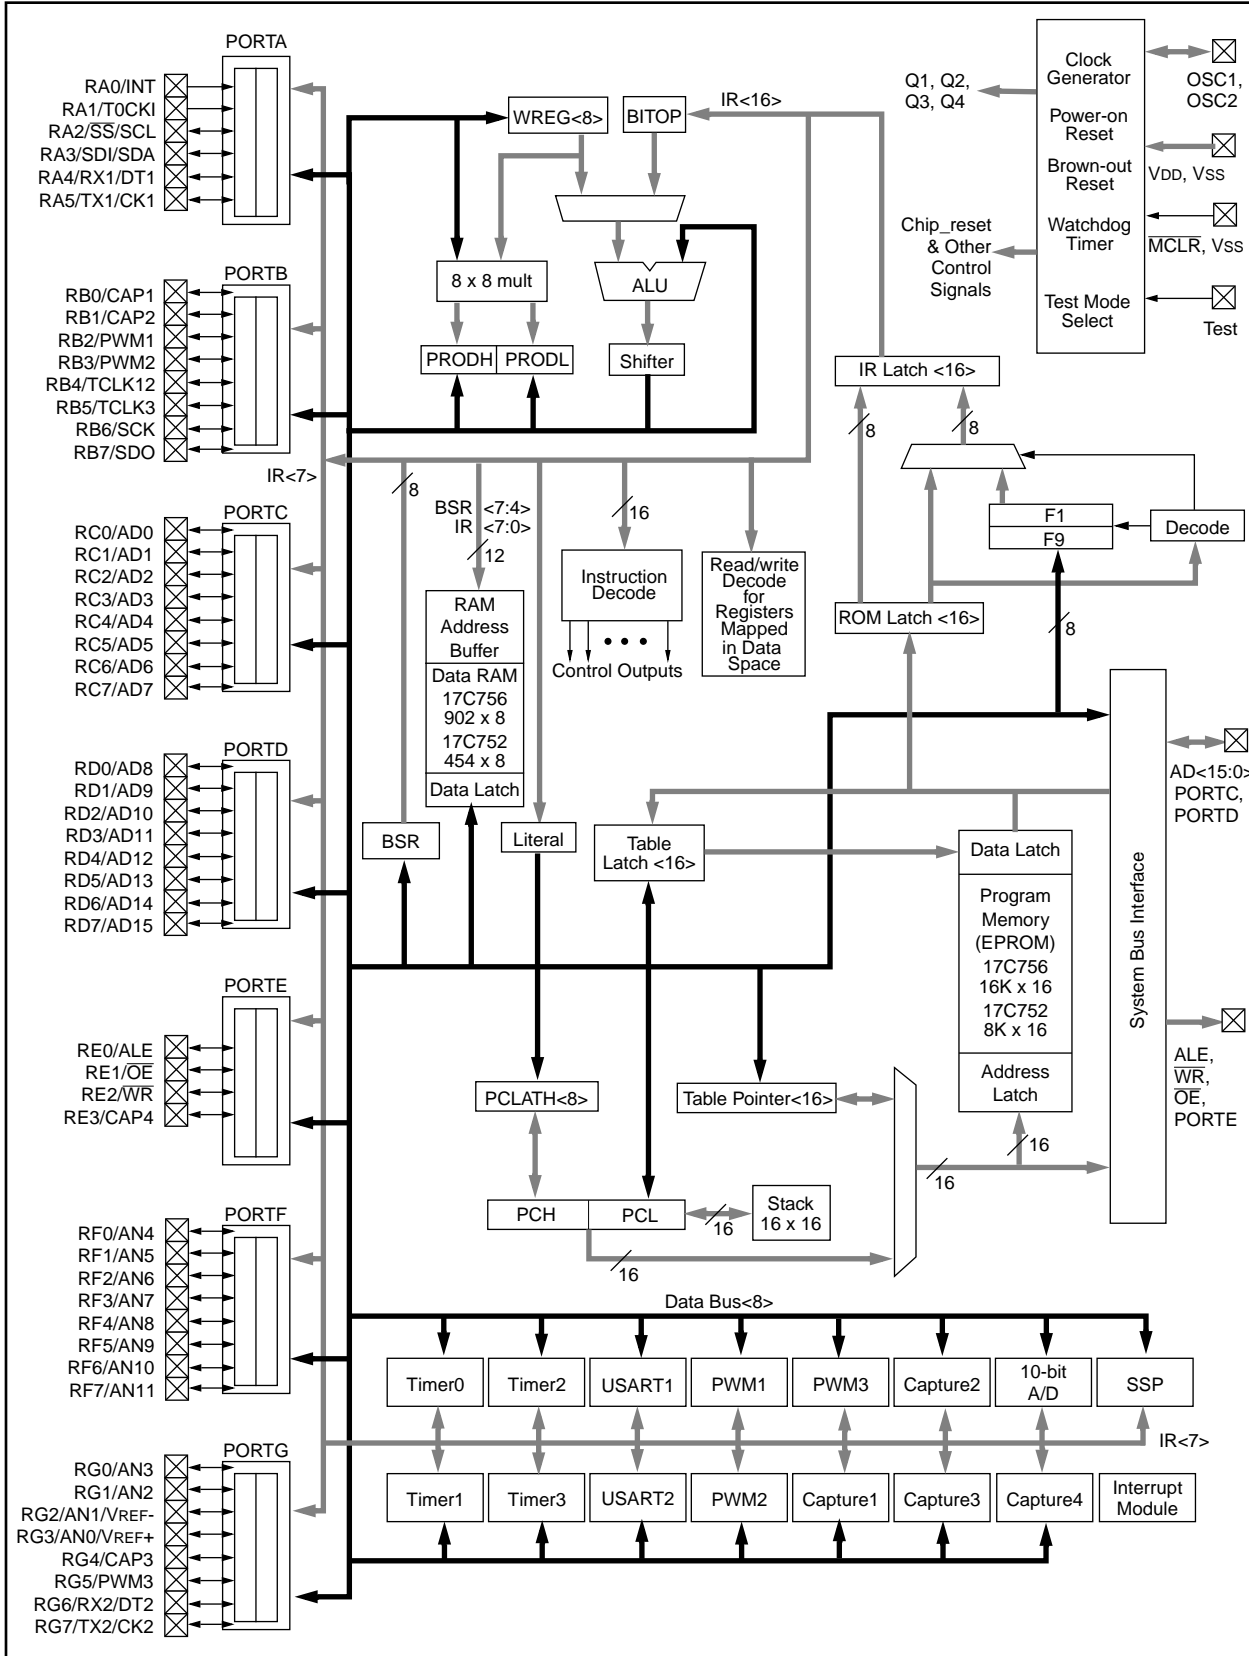 PORTA
RA0/INT
RA1/T0CKI
RA2/SS/SCL
RA3/SDI/SDA
RA4/RX1/DT1
RA5/TX1/CK1
PORTB
RB0/CAP1
RB1/CAP2
RB2/PWM1
RB3/PWM2
RB4/TCLK12
RB5/TCLK3
RB6/SCK
RB7/SDO
IR<7>
PORTC
RC0/AD0
RC1/AD1
RC2/AD2
RC3/AD3
RC4/AD4
RC5/AD5
RC6/AD6
RC7/AD7
PORTD
RD0/AD8
RD1/AD9
RD2/AD10
RD3/AD11
RD4/AD12
RD5/AD13
RD6/AD14
RD7/AD15
PORTE
RE0/ALE
RE1/OE
RE2/WR
RE3/CAP4
PORTF
RF0/AN4
RF1/AN5
RF2/AN6
RF3/AN7
RF4/AN8
RF5/AN9
RF6/AN10
RF7/AN11
PORTG
RG0/AN3
RG1/AN2
RG2/AN1/VREF-
RG3/AN0/VREF+
RG4/CAP3
RG5/PWM3
RG6/RX2/DT2
RG7/TX2/CK2
WREG<8>
BITOP
IR<16>
8 x 8 mult
ALU
PRODH
PRODL
Shifter
Q1, Q2,
Q3, Q4
Chip_reset
& Other
Control
Signals
Clock
Generator
Power-on
Reset
Brown-out
Reset
Watchdog
Timer
Test Mode
Select
OSC1,
OSC2
VDD, VSS
MCLR, VSS
Test
IR Latch <16>
8
8
F1
F9
Decode
ROM Latch <16>
8
8
BSR <7:4>
IR <7:0>
12
16
RAM
Address
Buffer
Data RAM
17C756
902 x 8
17C752
454 x 8
Data Latch
Instruction
Decode
• • •
Control Outputs
Read/write
Decode
for
Registers
Mapped
in Data
Space
BSR
Literal
Table
Latch <16>
Data Latch
Program
Memory
(EPROM)
17C756
16K x 16
17C752
8K x 16
Address
Latch
System Bus Interface
AD<15:0>
PORTC,
PORTD
ALE,
WR,
OE,
PORTE
PCLATH<8>
Table Pointer<16>
16
16
PCH
PCL
16
Stack
16 x 16
16
Data Bus<8>
Timer0
Timer2
USART1
PWM1
PWM3
Capture2
10-bit
A/D
SSP
IR<7>
Timer1
Timer3
USART2
PWM2
Capture1
Capture3
Capture4
Interrupt
Module